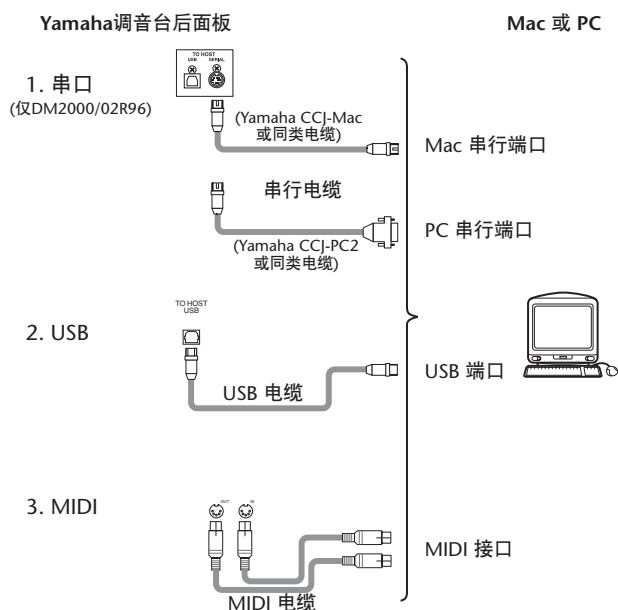 Yamaha调音台后面板
Mac 或 PC
TO HOST
USB SERIAL
1. 串口
(仅DM2000/02R96)
(Yamaha CCJ-Mac
或同类电缆)
Mac 串行端口
串行电缆
PC 串行端口
(Yamaha CCJ-PC2
或同类电缆)
TO HOST
USB
2. USB
USB 端口
USB 电缆
3. MIDI
OUT IN
MIDI 接口
MIDI 电缆